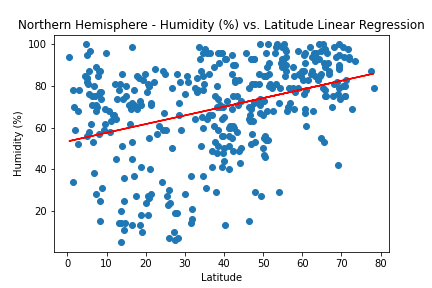 Northern Hemisphere - Humidity (%) vs. Latitude Linear Regression
100
80
60
40
20
Humidity (%)
0 10 20 30 40 50 60 70 80
Latitude